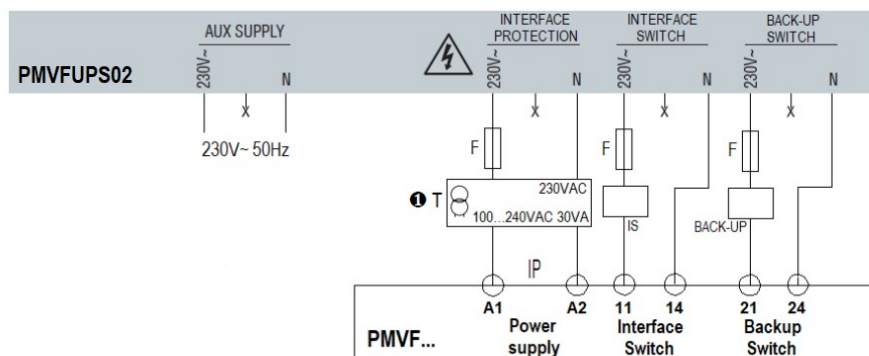 AUX SUPPLY
INTERFACE
PROTECTION
INTERFACE
SWITCH
BACK-UP
SWITCH
PMVFUPS02
230V~
N
230V~
N
230V~
N
230V~
N
X
X
X
X
230V~ 50Hz
F
F
F
❶ T
230VAC
100...240VAC 30VA
IS
BACK-UP
IP
A1
A2
11
14
21
24
PMVF...
Power
supply
Interface
Switch
Backup
Switch